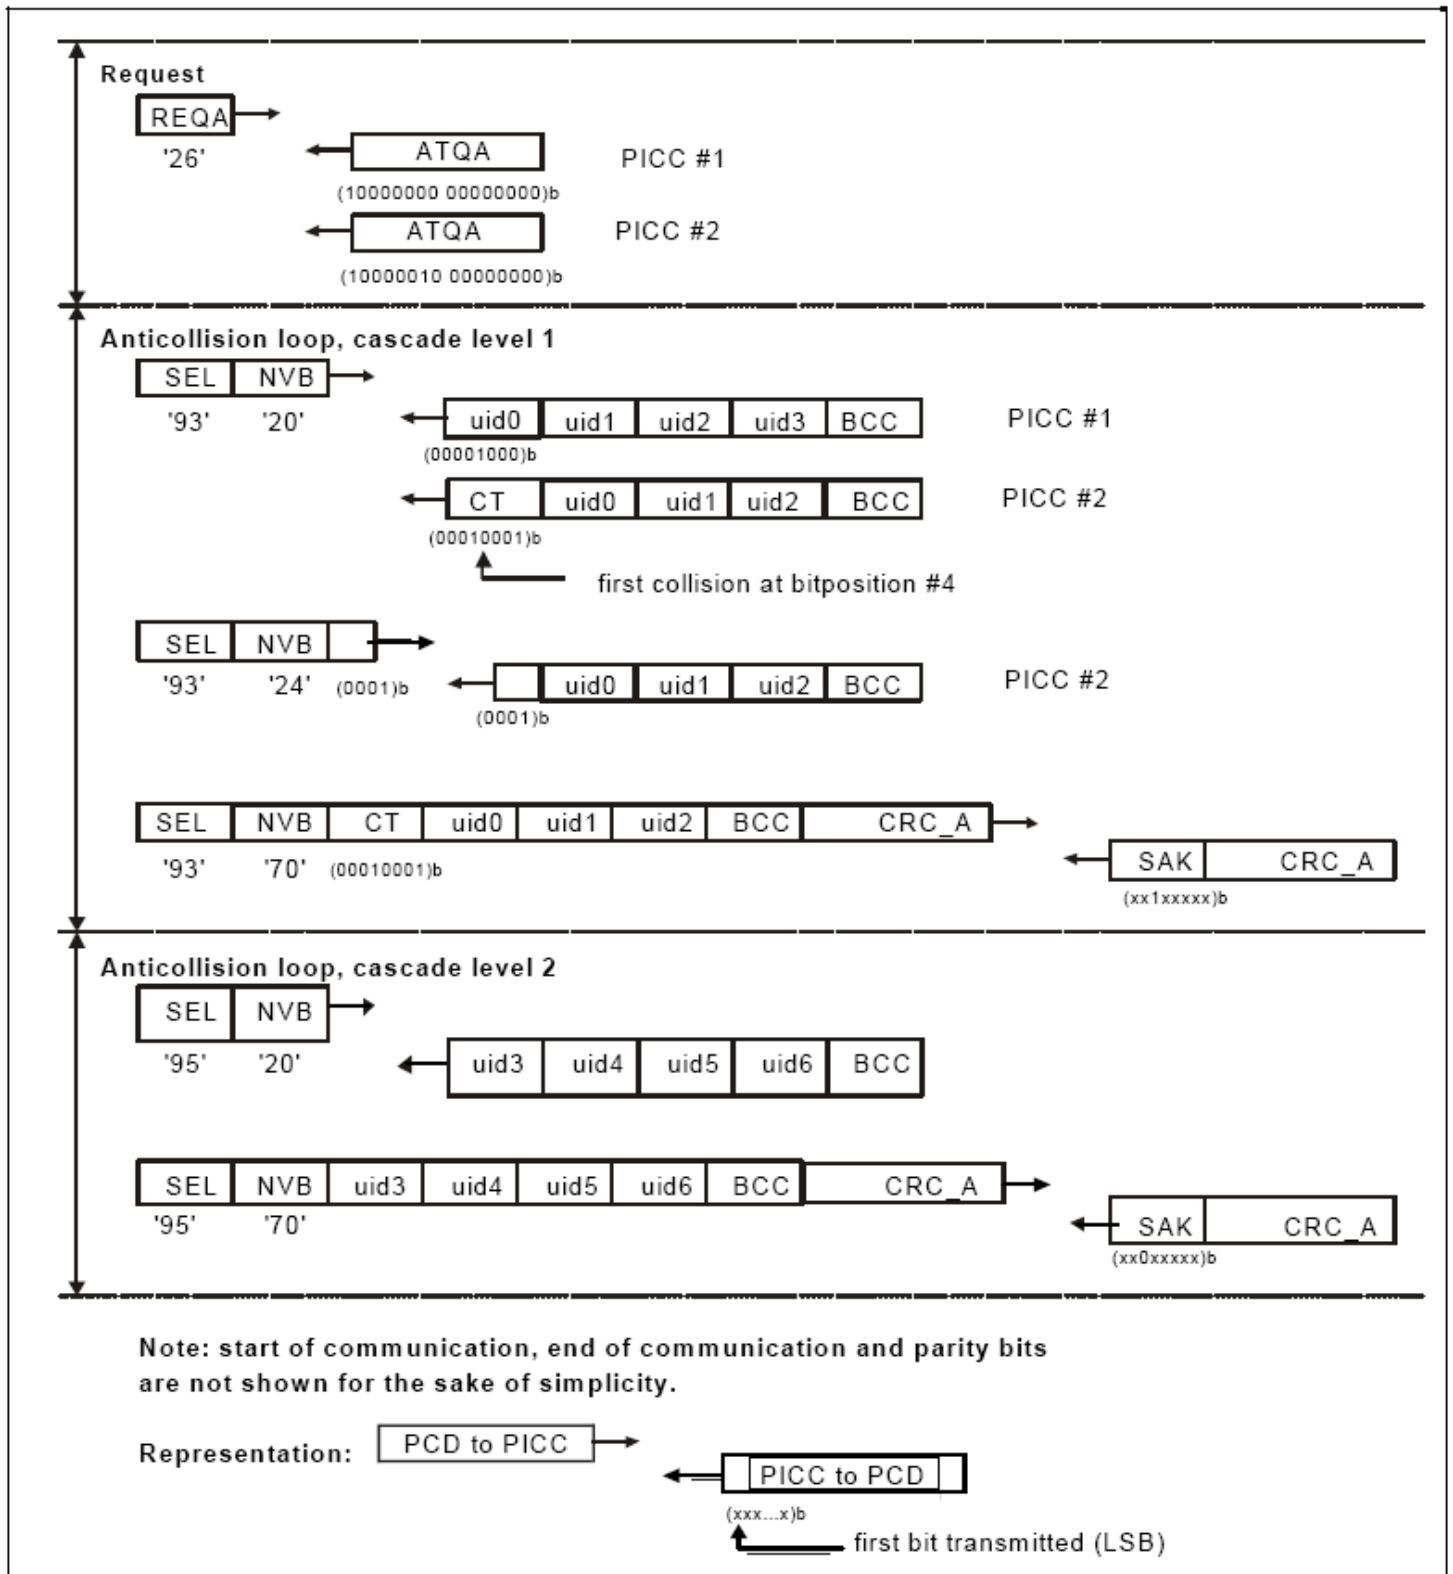 Request
REQA
'26'
ATQA PICC #1
(10000000 00000000)b
ATQA PICC #2
(10000010 00000000)b
Anticollision loop, cascade level 1
SEL NVB
'93' '20'
uid0 uid1 uid2 uid3 BCC PICC #1
(00001000)b
CT uid0 uid1 uid2 BCC PICC #2
(00010001)b
first collision at bitposition #4
SEL NVB
'93' '24' (0001)b
uid0 uid1 uid2 BCC PICC #2
(0001)b
SEL NVB CT uid0 uid1 uid2 BCC CRC_A
'93' '70' (00010001)b
SAK CRC_A
(xx1xxxxx)b
Anticollision loop, cascade level 2
SEL NVB
'95' '20'
uid3 uid4 uid5 uid6 BCC
SEL NVB uid3 uid4 uid5 uid6 BCC CRC_A
'95' '70'
SAK CRC_A
(xx0xxxxx)b
Note: start of communication, end of communication and parity bits
are not shown for the sake of simplicity.
Representation: PCD to PICC
PICC to PCD
(xxx...x)b
first bit transmitted (LSB)